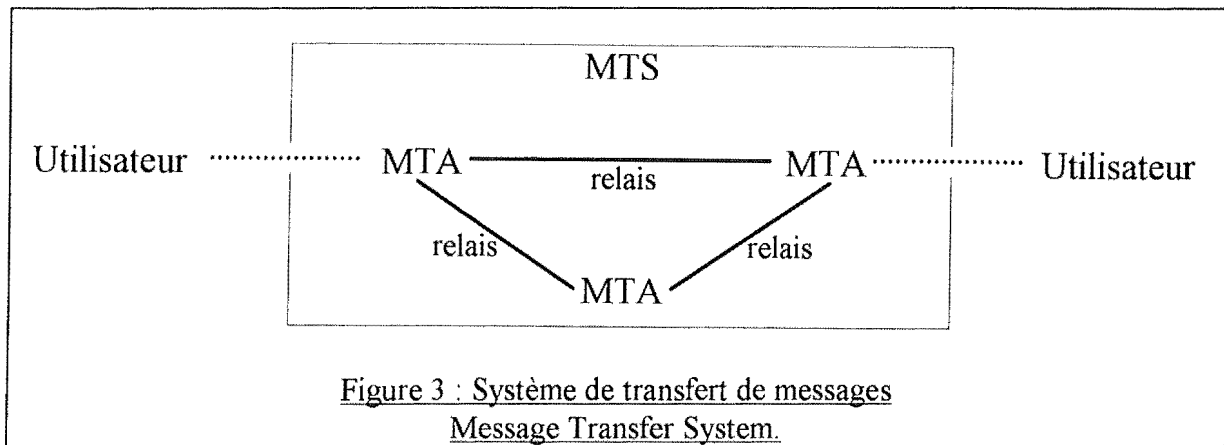 MTS
Utilisateur MTA relais MTA Utilisateur
relais relais
MTA
Figure 3 : Système de transfert de messages
Message Transfer System.